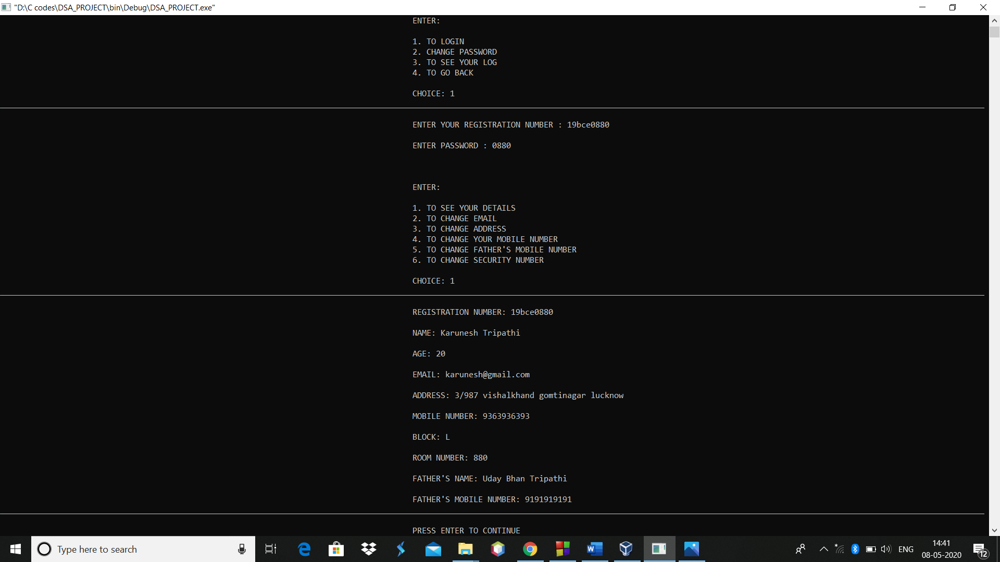 "D:\C codes\DSA_PROJECT\bin\Debug\DSA_PROJECT.exe"
ENTER:
1. TO LOGIN
2. CHANGE PASSWORD
3. TO SEE YOUR LOG
4. TO GO BACK
CHOICE: 1
ENTER YOUR REGISTRATION NUMBER : 19bce0880
ENTER PASSWORD : 0880
ENTER:
1. TO SEE YOUR DETAILS
2. TO CHANGE EMAIL
3. TO CHANGE ADDRESS
4. TO CHANGE YOUR MOBILE NUMBER
5. TO CHANGE FATHER'S MOBILE NUMBER
6. TO CHANGE SECURITY NUMBER
CHOICE: 1
REGISTRATION NUMBER: 19bce0880
NAME: Karunesh Tripathi
AGE: 20
EMAIL: karunesh@gmail.com
ADDRESS: 3/987 vishalkhand gomtinagar lucknow
MOBILE NUMBER: 9363936393
BLOCK: L
ROOM NUMBER: 880
FATHER'S NAME: Uday Bhan Tripathi
FATHER'S MOBILE NUMBER: 9191919191
PRESS ENTER TO CONTINUE
Type here to search
ENG
14:41
08-05-2020
12